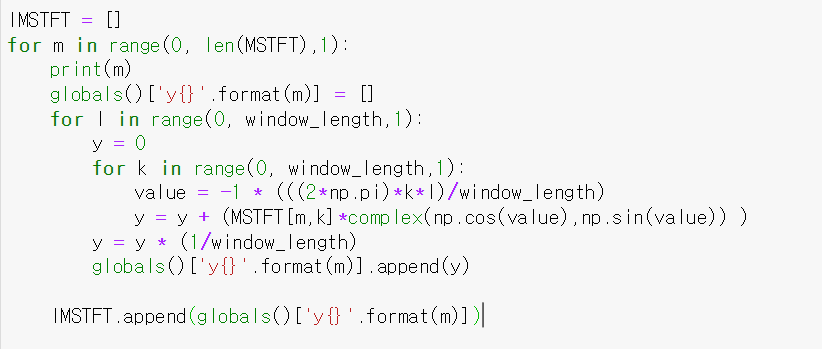 IMSTFT = []
for m in range(0, len(MSTFT),1):
    print(m)
    globals()['y{}'.format(m)] = []
    for l in range(0, window_length,1):
        y = 0
        for k in range(0, window_length,1):
            value = -1 * (((2*np.pi)*k*l)/window_length)
            y = y + (MSTFT[m,k]*complex(np.cos(value),np.sin(value)) )
        y = y * (1/window_length)
        globals()['y{}'.format(m)].append(y)

    IMSTFT.append(globals()['y{}'.format(m)])